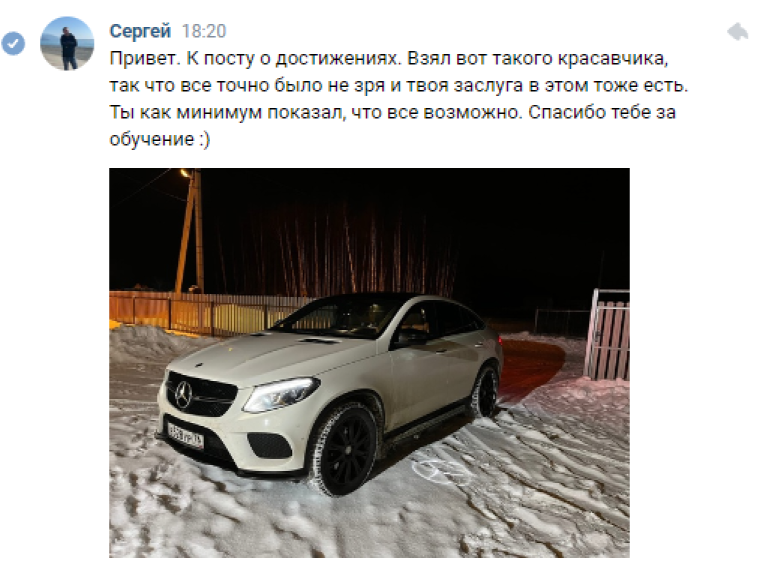 Сергей 18:20
Привет. К посту о достижениях. Взял вот такого красавчика,
так что все точно было не зря и твоя заслуга в этом тоже есть.
Ты как минимум показал, что все возможно. Спасибо тебе за
обучение :)